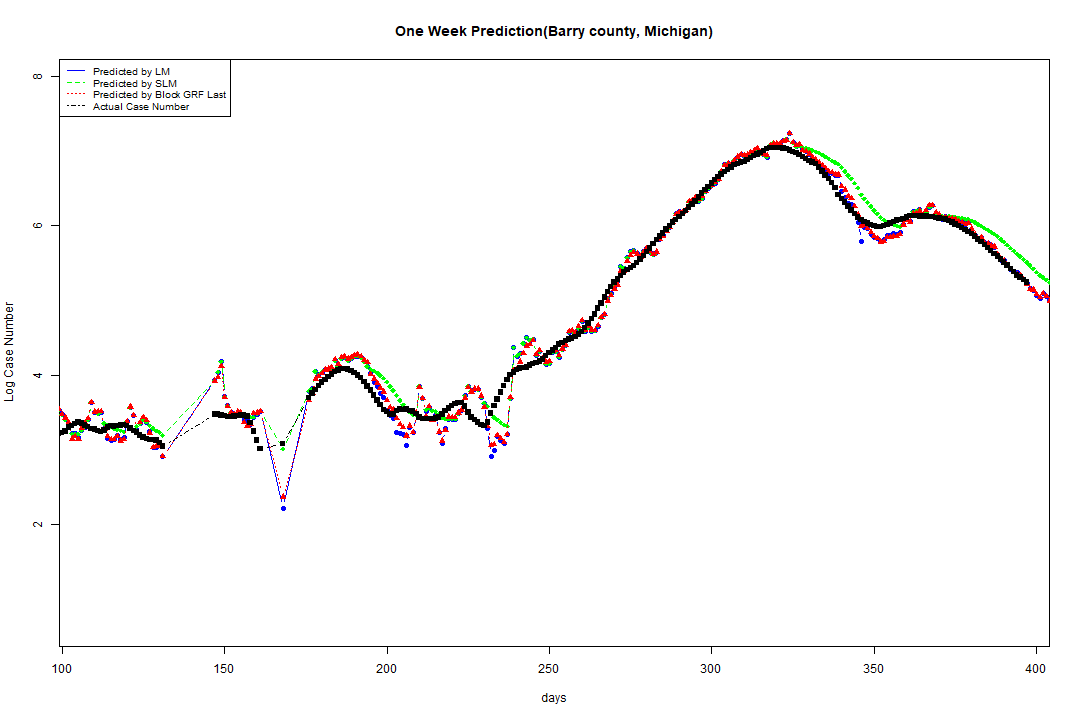 One Week Prediction(Barry county, Michigan)
Predicted by LM
Predicted by SLM
Predicted by Block GRF Last
Actual Case Number
8
6
4
2
Log Case Number
100 150 200 250 300 350 400
days